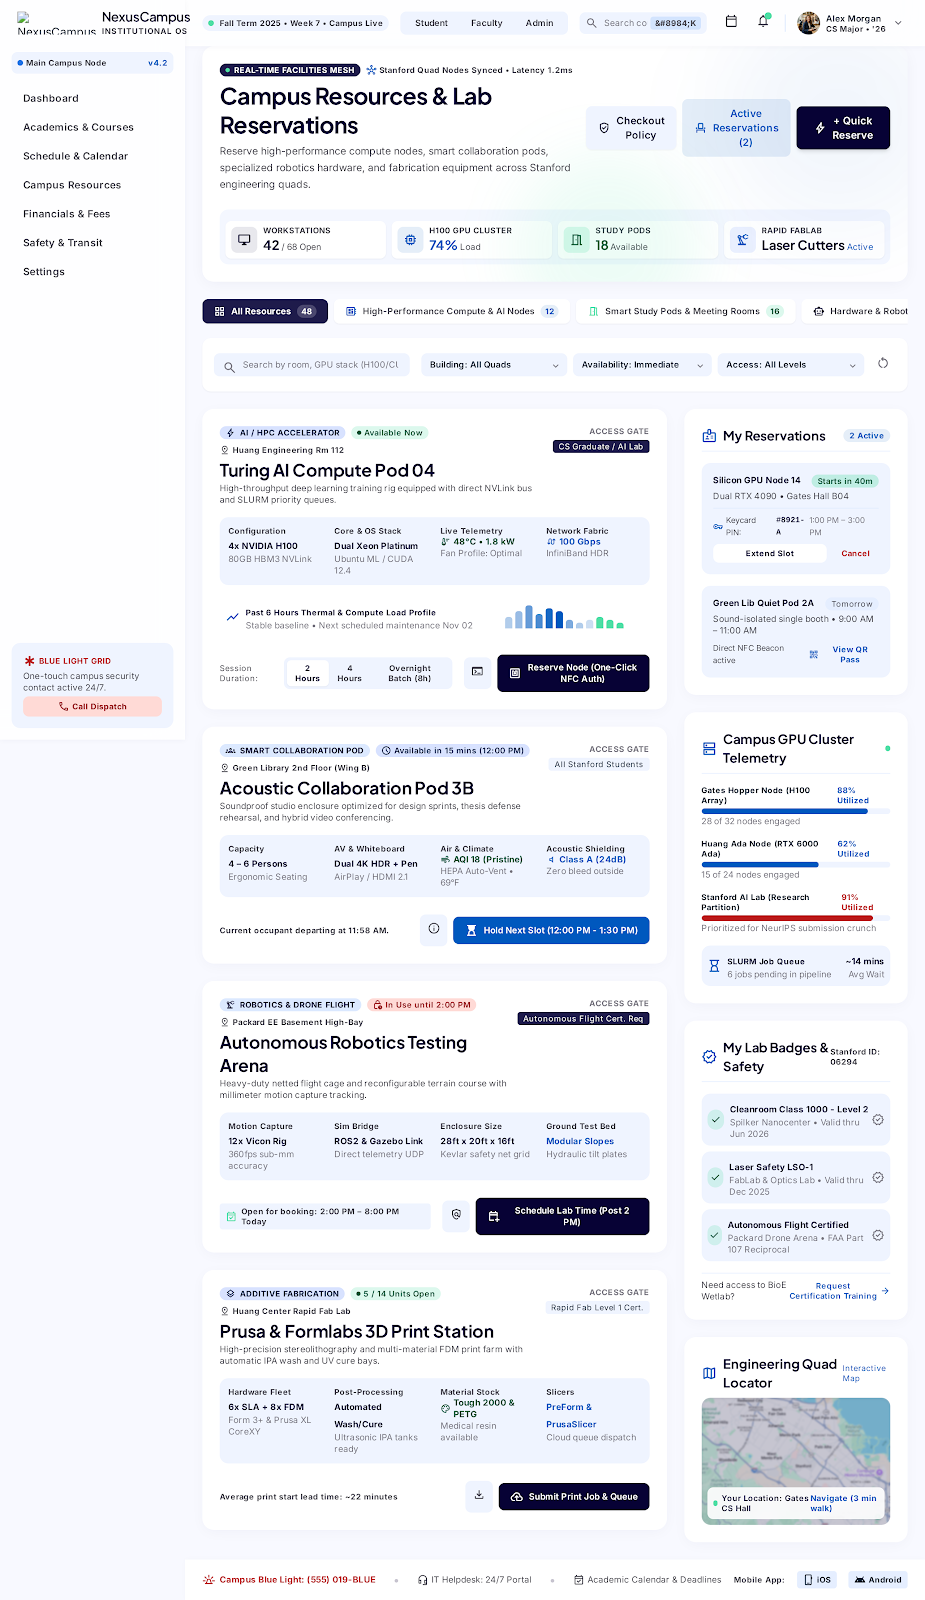 NexusCampus
NexusCampus
INSTITUTIONAL OS
Fall Term 2025 • Week 7 • Campus Live
Student
Faculty
Admin
Search co
&#8984;K
Alex Morgan
CS Major • '26
Main Campus Node
v4.2
Dashboard
Academics & Courses
Schedule & Calendar
Campus Resources
Financials & Fees
Safety & Transit
Settings
BLUE LIGHT GRID
One-touch campus security
contact active 24/7.
Call Dispatch
REAL-TIME FACILITIES MESH
Stanford Quad Nodes Synced • Latency 1.2ms
Campus Resources & Lab
Reservations
Reserve high-performance compute nodes, smart collaboration pods,
specialized robotics hardware, and fabrication equipment across Stanford
engineering quads.
Checkout
Policy
Active
Reservations
(2)
+ Quick
Reserve
WORKSTATIONS
42 / 68 Open
H100 GPU CLUSTER
74% Load
STUDY PODS
18 Available
RAPID FABLAB
Laser Cutters Active
All Resources 48
High-Performance Compute & AI Nodes 12
Smart Study Pods & Meeting Rooms 16
Hardware & Robot
Search by room, GPU stack (H100/CU
Building: All Quads
Availability: Immediate
Access: All Levels
AI / HPC ACCELERATOR
Available Now
Huang Engineering Rm 112
ACCESS GATE
CS Graduate / AI Lab
Turing AI Compute Pod 04
High-throughput deep learning training rig equipped with direct NVLink bus
and SLURM priority queues.
Configuration
4x NVIDIA H100
80GB HBM3 NVLink
Core & OS Stack
Dual Xeon Platinum
Ubuntu ML / CUDA
12.4
Live Telemetry
48°C • 1.8 kW
Fan Profile: Optimal
Network Fabric
100 Gbps
InfiniBand HDR
Past 6 Hours Thermal & Compute Load Profile
Stable baseline • Next scheduled maintenance Nov 02
Session
Duration:
2
Hours
4
Hours
Overnight
Batch (8h)
Reserve Node (One-Click
NFC Auth)
SMART COLLABORATION POD
Available in 15 mins (12:00 PM)
Green Library 2nd Floor (Wing B)
ACCESS GATE
All Stanford Students
Acoustic Collaboration Pod 3B
Soundproof studio enclosure optimized for design sprints, thesis defense
rehearsal, and hybrid video conferencing.
Capacity
4 – 6 Persons
Ergonomic Seating
AV & Whiteboard
Dual 4K HDR + Pen
AirPlay / HDMI 2.1
Air & Climate
AQI 18 (Pristine)
HEPA Auto-Vent •
69°F
Acoustic Shielding
Class A (24dB)
Zero bleed outside
Current occupant departing at 11:58 AM.
Hold Next Slot (12:00 PM - 1:30 PM)
ROBOTICS & DRONE FLIGHT
In Use until 2:00 PM
Packard EE Basement High-Bay
ACCESS GATE
Autonomous Flight Cert. Req
Autonomous Robotics Testing
Arena
Heavy-duty netted flight cage and reconfigurable terrain course with
millimeter motion capture tracking.
Motion Capture
12x Vicon Rig
360fps sub-mm
accuracy
Sim Bridge
ROS2 & Gazebo Link
Direct telemetry UDP
Enclosure Size
28ft x 20ft x 16ft
Kevlar safety net grid
Ground Test Bed
Modular Slopes
Hydraulic tilt plates
Open for booking: 2:00 PM – 8:00 PM
Today
Schedule Lab Time (Post 2
PM)
ADDITIVE FABRICATION
5 / 14 Units Open
Huang Center Rapid Fab Lab
ACCESS GATE
Rapid Fab Level 1 Cert.
Prusa & Formlabs 3D Print Station
High-precision stereolithography and multi-material FDM print farm with
automatic IPA wash and UV cure bays.
Hardware Fleet
6x SLA + 8x FDM
Form 3+ & Prusa XL
CoreXY
Post-Processing
Automated
Wash/Cure
Ultrasonic IPA tanks
ready
Material Stock
Tough 2000 &
PETG
Medical resin
available
Slicers
PreForm &
PrusaSlicer
Cloud queue dispatch
Average print start lead time: ~22 minutes
Submit Print Job & Queue
My Reservations
2 Active
Silicon GPU Node 14
Starts in 40m
Dual RTX 4090 • Gates Hall B04
Keycard
PIN:
#8921-
A
1:00 PM – 3:00
PM
Extend Slot
Cancel
Green Lib Quiet Pod 2A
Tomorrow
Sound-isolated single booth • 9:00 AM
– 11:00 AM
Direct NFC Beacon
active
View QR
Pass
Campus GPU Cluster
Telemetry
Gates Hopper Node (H100
Array)
88%
Utilized
28 of 32 nodes engaged
Huang Ada Node (RTX 6000
Ada)
62%
Utilized
15 of 24 nodes engaged
Stanford AI Lab (Research
Partition)
91%
Utilized
Prioritized for NeurIPS submission crunch
SLURM Job Queue
6 jobs pending in pipeline
~14 mins
Avg Wait
My Lab Badges &
Safety
Stanford ID:
06294
Cleanroom Class 1000 - Level 2
Spilker Nanocenter • Valid thru
Jun 2026
Laser Safety LSO-1
FabLab & Optics Lab • Valid thru
Dec 2025
Autonomous Flight Certified
Packard Drone Arena • FAA Part
107 Reciprocal
Need access to BioE
Wetlab?
Request
Certification Training
Engineering Quad
Locator
Interactive
Map
Your Location: Gates
CS Hall
Navigate (3 min
walk)
Campus Blue Light: (555) 019-BLUE
IT Helpdesk: 24/7 Portal
Academic Calendar & Deadlines
Mobile App:
iOS
Android